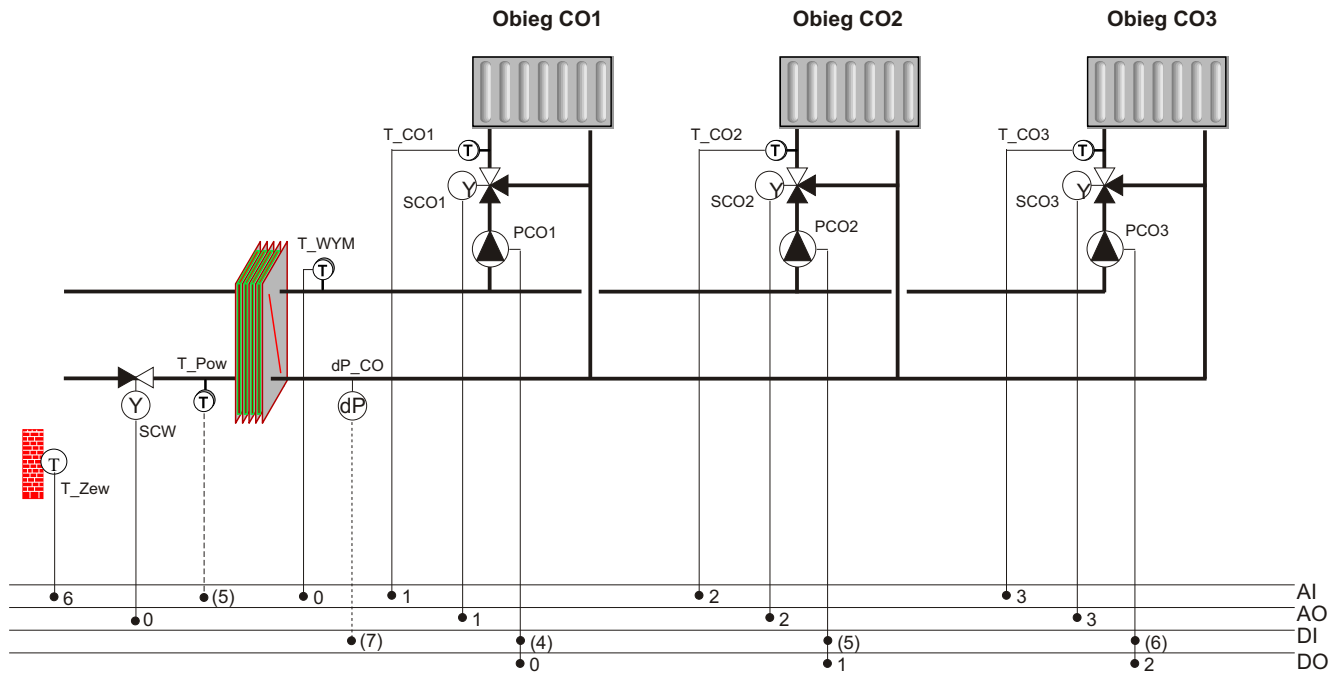 Obieg CO1 Obieg CO2 Obieg CO3
T_CO1 T_CO2 T_CO3
T T T
Y Y Y
SCO1 SCO2 SCO3
PCO1 PCO2 PCO3
T_WYM
T
T_Pow dP_CO
T
Y dP
SCW
T
T_Zew
6 (5) 0 1 2 3 AI
0 1 2 3 AO
(7) (4) (5) (6) DI
0 1 2 DO